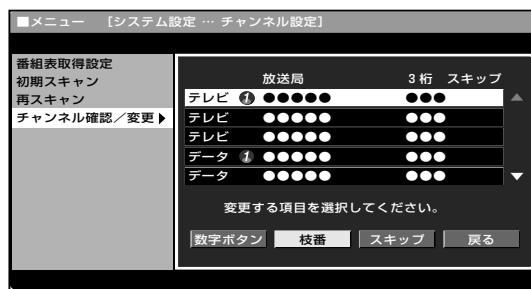 ■メニュー [システム設定 … チャンネル設定]
番組表取得設定
初期スキャン
再スキャン
チャンネル確認／変更▶
放送局 3桁 スキップ
テレビ ❶ ●●●●● ●●●
テレビ ●●●●● ●●●
テレビ ●●●●● ●●●
データ ❶ ●●●●● ●●●
データ ●●●●● ●●●
変更する項目を選択してください。
数字ボタン 枝番 スキップ 戻る